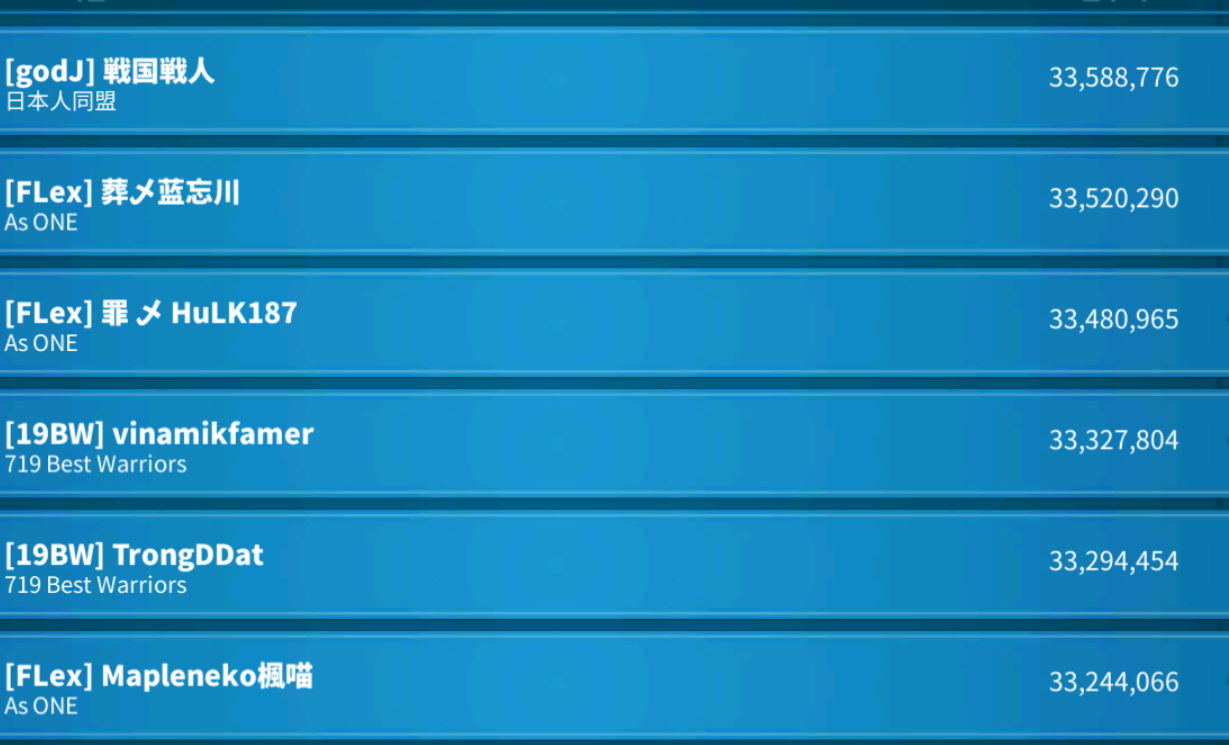 [godJ] 戦国戦人
33,588,776
日本人同盟
[FLex] 葬〆蓝忘川
33,520,290
As ONE
[FLex] 罪 〆 HuLK187
33,480,965
As ONE
[19BW] vinamikfamer
33,327,804
719 Best Warriors
[19BW] TrongDDat
33,294,454
719 Best Warriors
[FLex] Mapleneko楓喵
33,244,066
As ONE